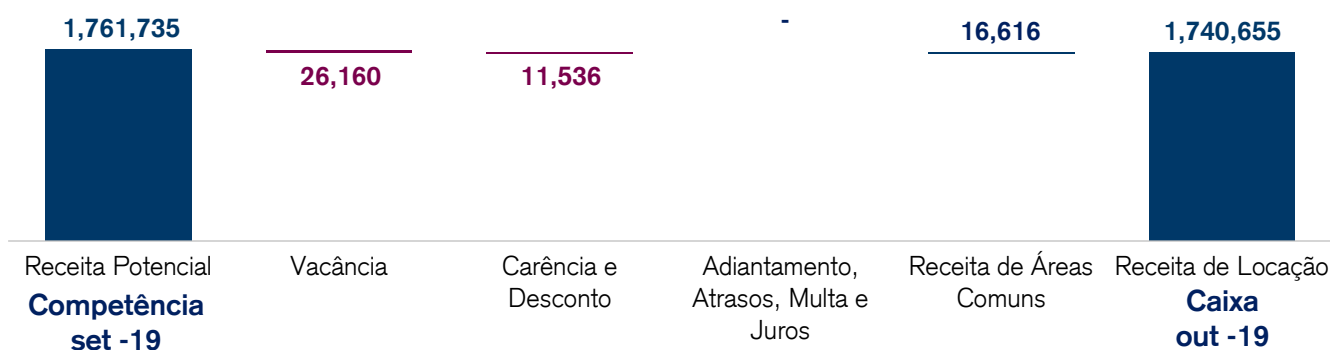 1,761,735
26,160
11,536
-
16,616
1,740,655
Receita Potencial
Competência
set -19
Vacância
Carência e
Desconto
Adiantamento,
Atrasos, Multa e
Juros
Receita de Áreas
Comuns
Receita de Locação
Caixa
out -19